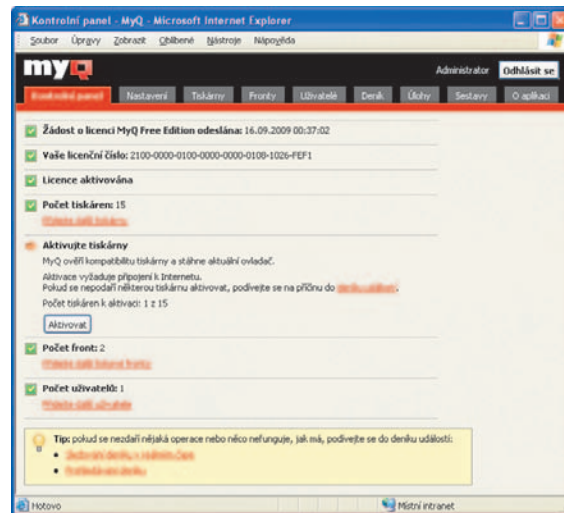 Kontrolní panel - MyQ - Microsoft Internet Explorer
Soubor Úpravy Zobrazit Oblíbené Nástroje Nápověda
myQ
Administrator Odhlásit se
Kontrolní panel Nastavení Tiskárny Fronty Uživatelé Deník Úlohy Sestavy O aplikaci
Žádost o licenci MyQ Free Edition odeslána: 16.09.2009 00:37:02
Vaše licenční číslo: 2100-0000-0100-0000-0000-0108-1026-FEF1
Licence aktivována
Počet tiskáren: 15
Aktivujte tiskárny
MyQ ověří kompatibilitu tiskárny a stáhne aktuální ovladač.
Aktivace vyžaduje připojení k Internetu.
Pokud se nepodaří některou tiskárnu aktivovat, podívejte se na příčinu do
Počet tiskáren k aktivaci: 1 z 15
Aktivovat
Počet front: 2
Počet uživatelů: 1
Tip: pokud se nezdaří nějaká operace nebo něco nefunguje, jak má, podívejte se do deníku událostí:
Hotovo
Místní intranet